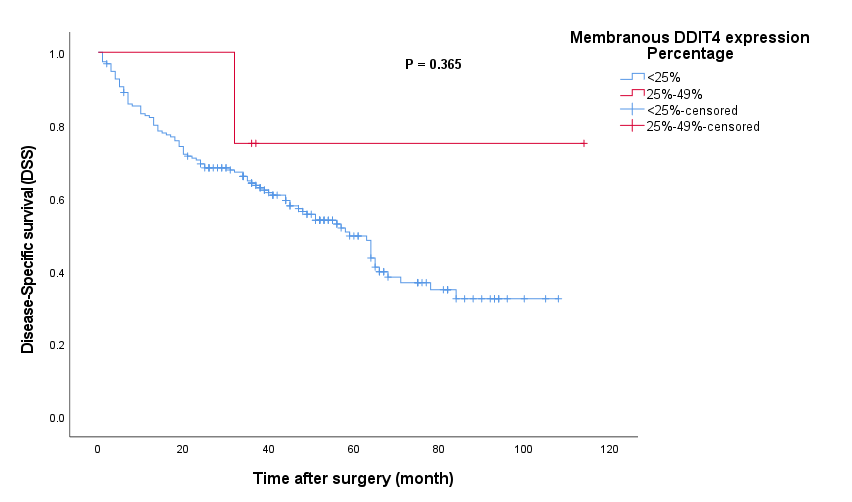 Membranous DDIT4 expression
Percentage
<25%
25%-49%
<25%-censored
25%-49%-censored
P = 0.365
Disease-Specific survival (DSS)
1.0
0.8
0.6
0.4
0.2
0.0
0 20 40 60 80 100 120
Time after surgery (month)